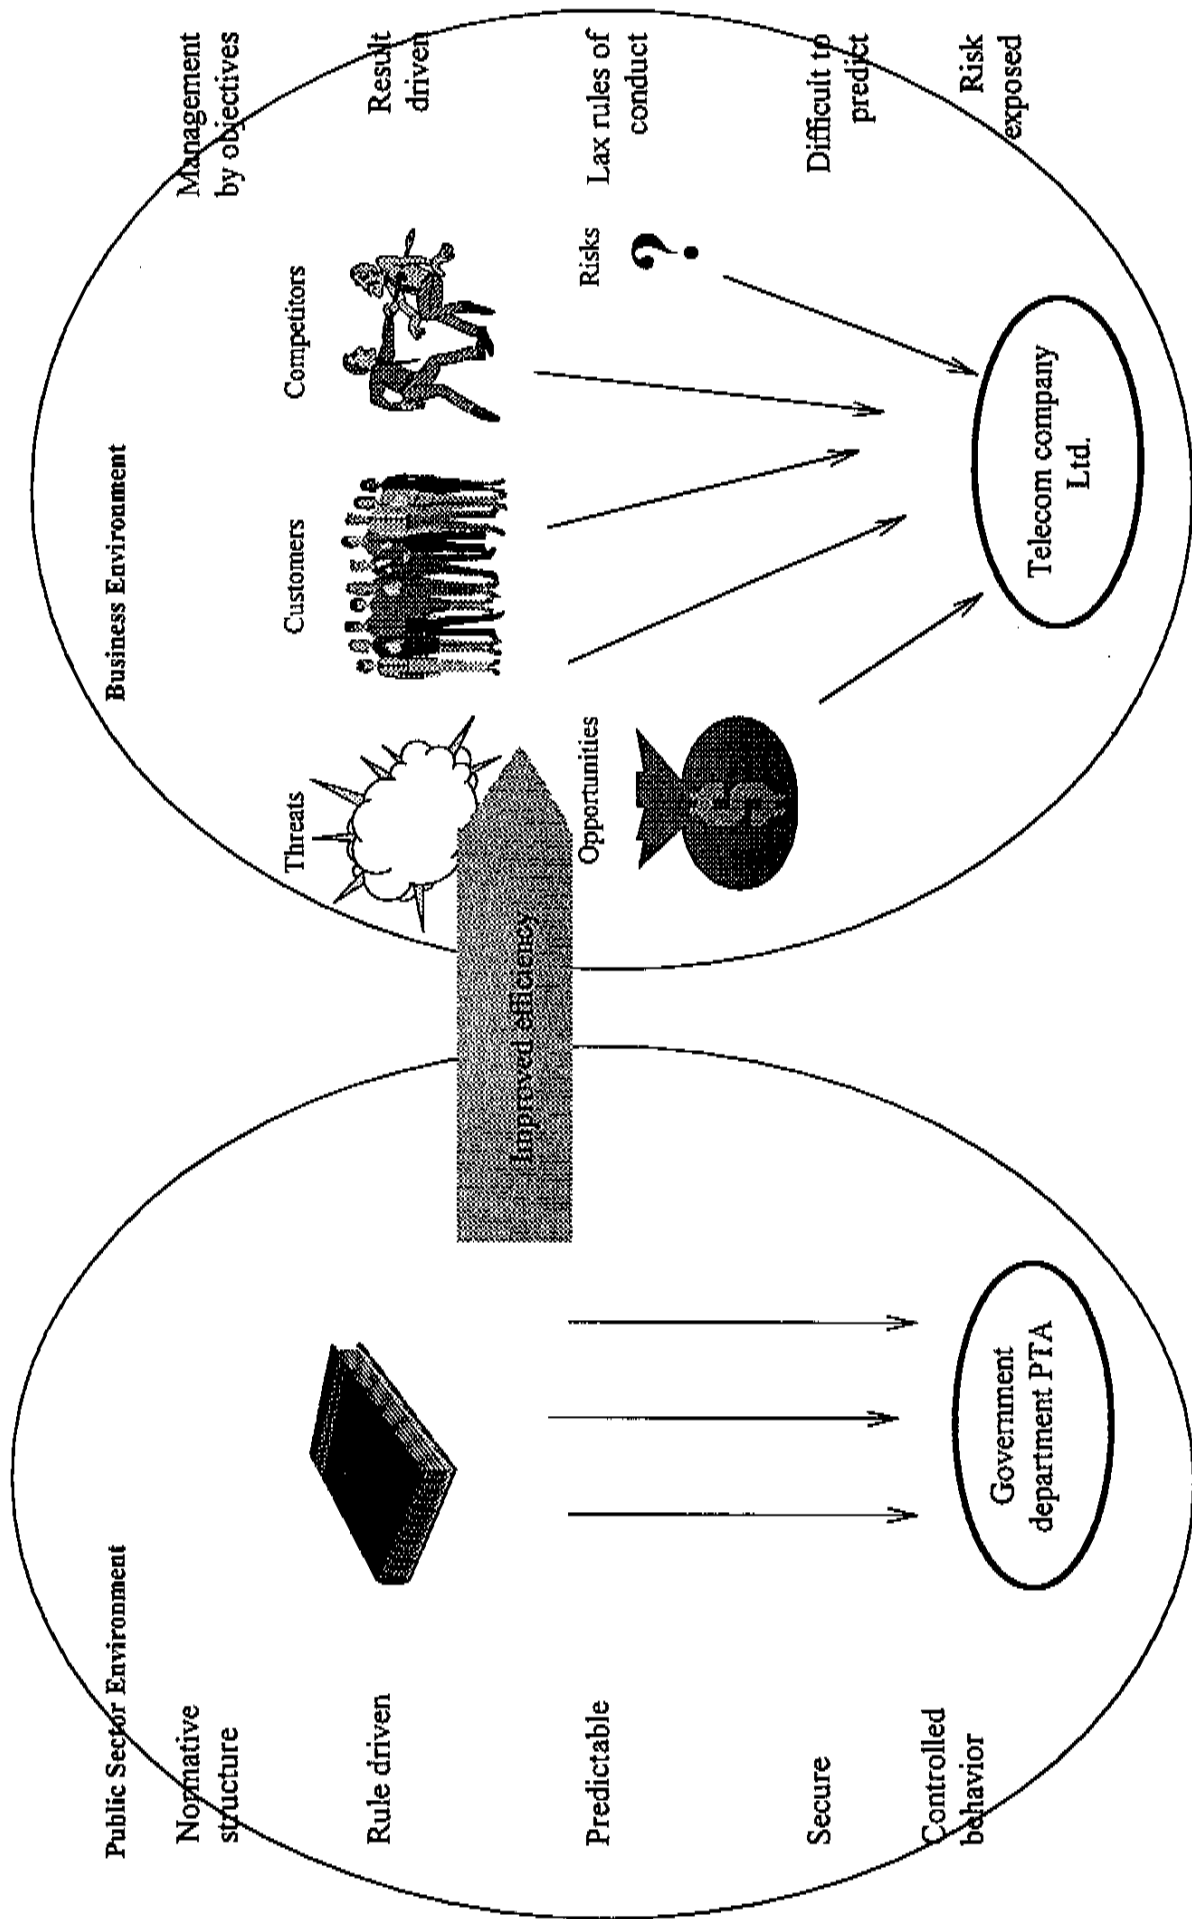 Public Sector Environment
Normative
structure
Rule driven
Predictable
Secure
Controlled
behavior
Government
department PTA
Improved efficiency
Business Environment
Threats
Customers
Competitors
Opportunities
Risks
?
$
Telecom company
Ltd.
Management
by objectives
Result
driven
Lax rules of
conduct
Difficult to
predict
Risk
exposed